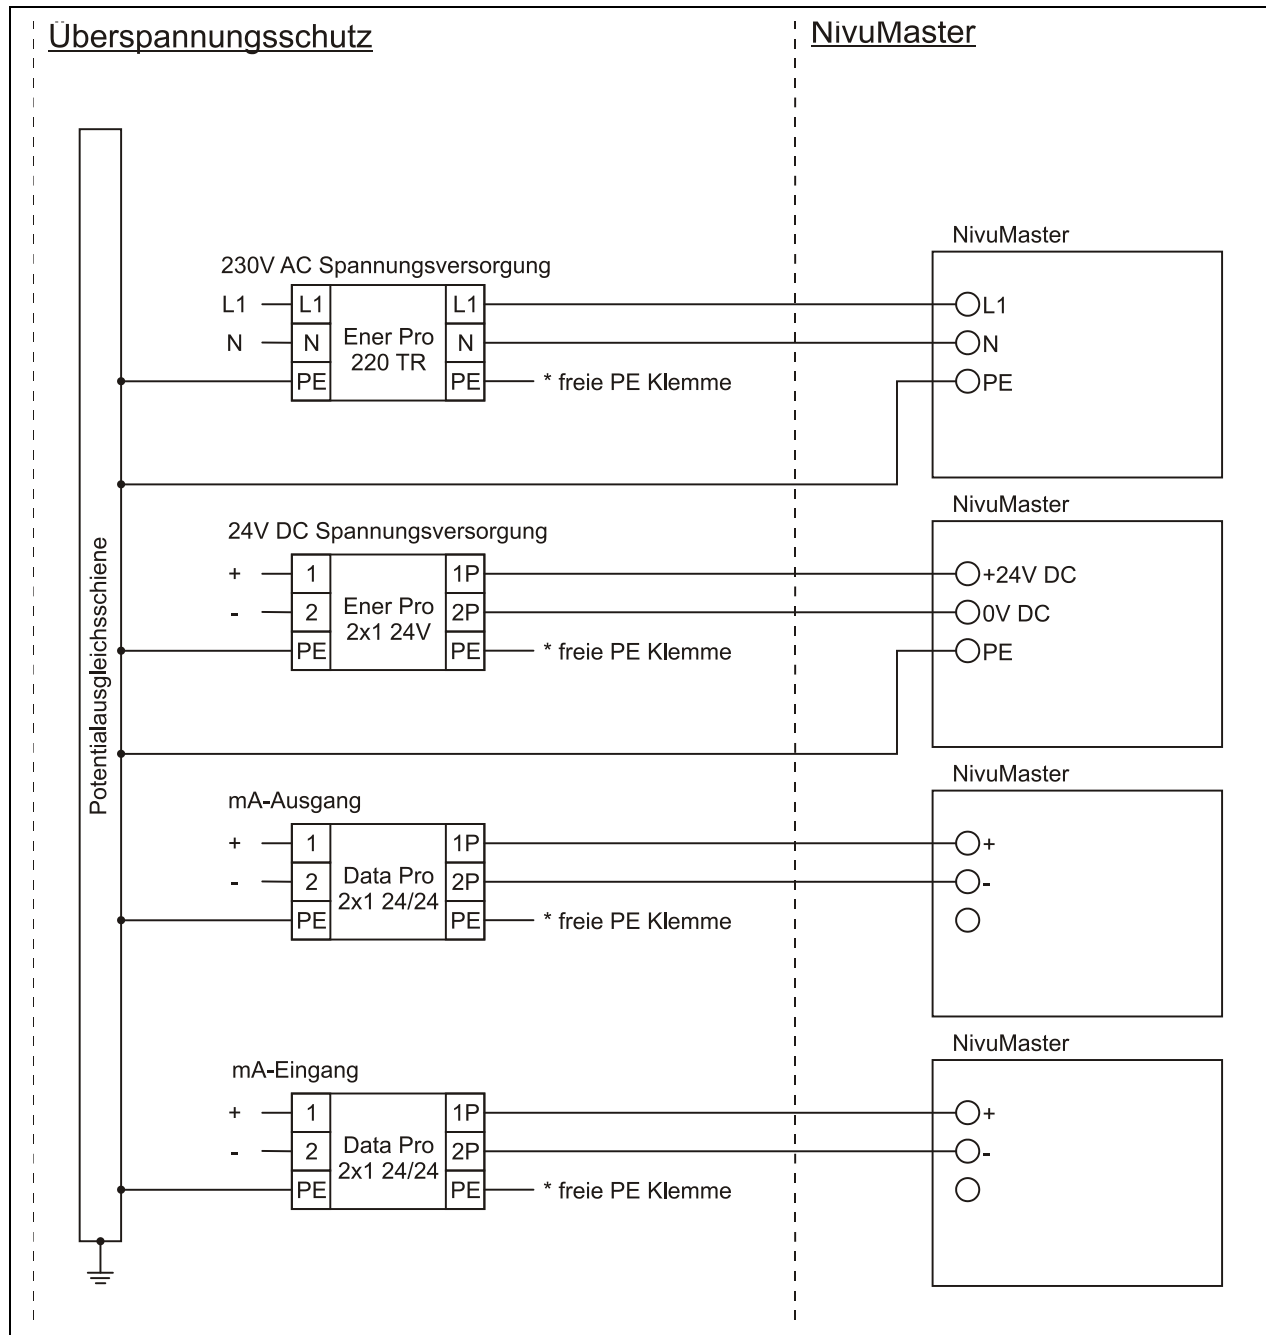 Überspannungsschutz
NivuMaster
Potentialausgleichsschiene
230V AC Spannungsversorgung
NivuMaster
L1 L1 L1 L1
N N Ener Pro N N
220 TR
PE PE * freie PE Klemme PE
24V DC Spannungsversorgung
NivuMaster
+ 1 1P +24V DC
- 2 Ener Pro 2P 0V DC
2x1 24V
PE PE * freie PE Klemme PE
mA-Ausgang
NivuMaster
+ 1 1P +
- 2 Data Pro 2P -
2x1 24/24
PE PE * freie PE Klemme
mA-Eingang
NivuMaster
+ 1 1P +
- 2 Data Pro 2P -
2x1 24/24
PE PE * freie PE Klemme